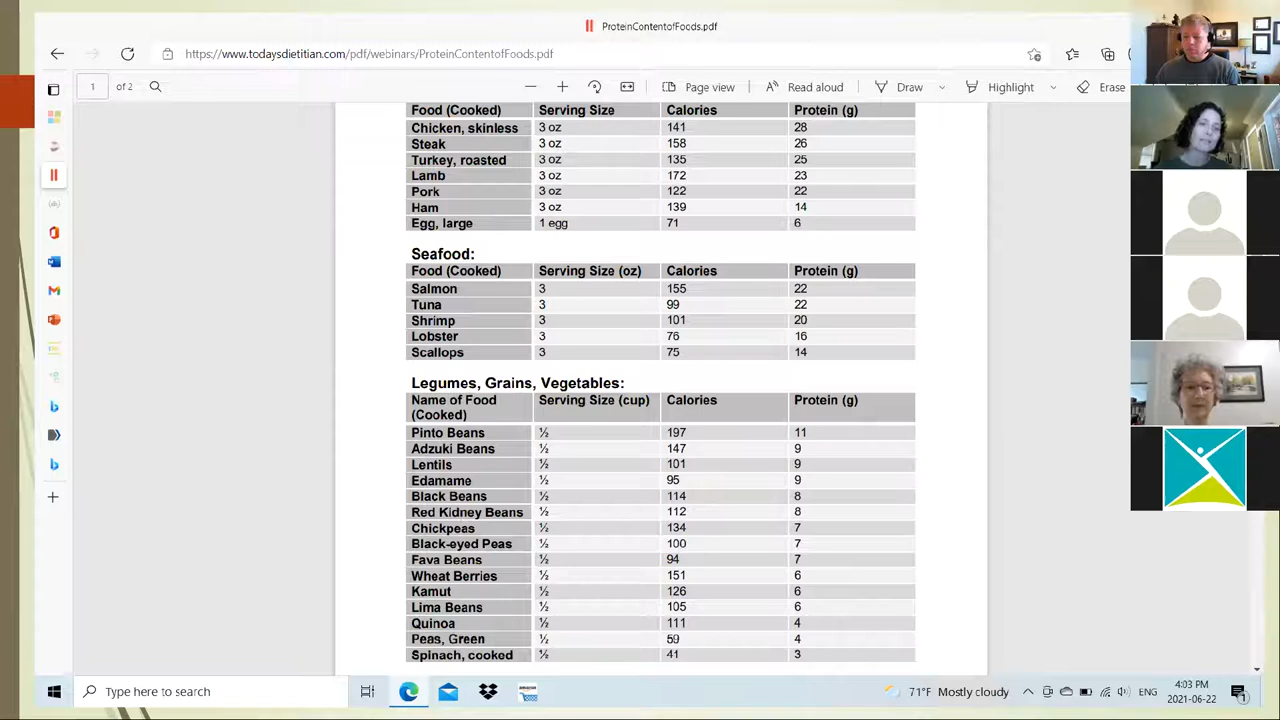 ProteinContentofFoods.pdf
https://www.todaysdietitian.com/pdf/webinars/ProteinContentofFoods.pdf
1 of 2 Page view Read aloud Draw Highlight Erase
Food (Cooked) Serving Size Calories Protein (g)
Chicken, skinless 3 oz 141 28
Steak 3 oz 158 26
Turkey, roasted 3 oz 135 25
Lamb 3 oz 172 23
Pork 3 oz 122 22
Ham 3 oz 139 14
Egg, large 1 egg 71 6
Seafood:
Food (Cooked) Serving Size (oz) Calories Protein (g)
Salmon 3 155 22
Tuna 3 99 22
Shrimp 3 101 20
Lobster 3 76 16
Scallops 3 75 14
Legumes, Grains, Vegetables:
Name of Food Serving Size (cup) Calories Protein (g)
(Cooked)
Pinto Beans ½ 197 11
Adzuki Beans ½ 147 9
Lentils ½ 101 9
Edamame ½ 95 9
Black Beans ½ 114 8
Red Kidney Beans ½ 112 8
Chickpeas ½ 134 7
Black-eyed Peas ½ 100 7
Fava Beans ½ 94 7
Wheat Berries ½ 151 6
Kamut ½ 126 6
Lima Beans ½ 105 6
Quinoa ½ 111 4
Peas, Green ½ 59 4
Spinach, cooked ½ 41 3
Type here to search 71°F Mostly cloudy ENG 4:03 PM
2021-06-22